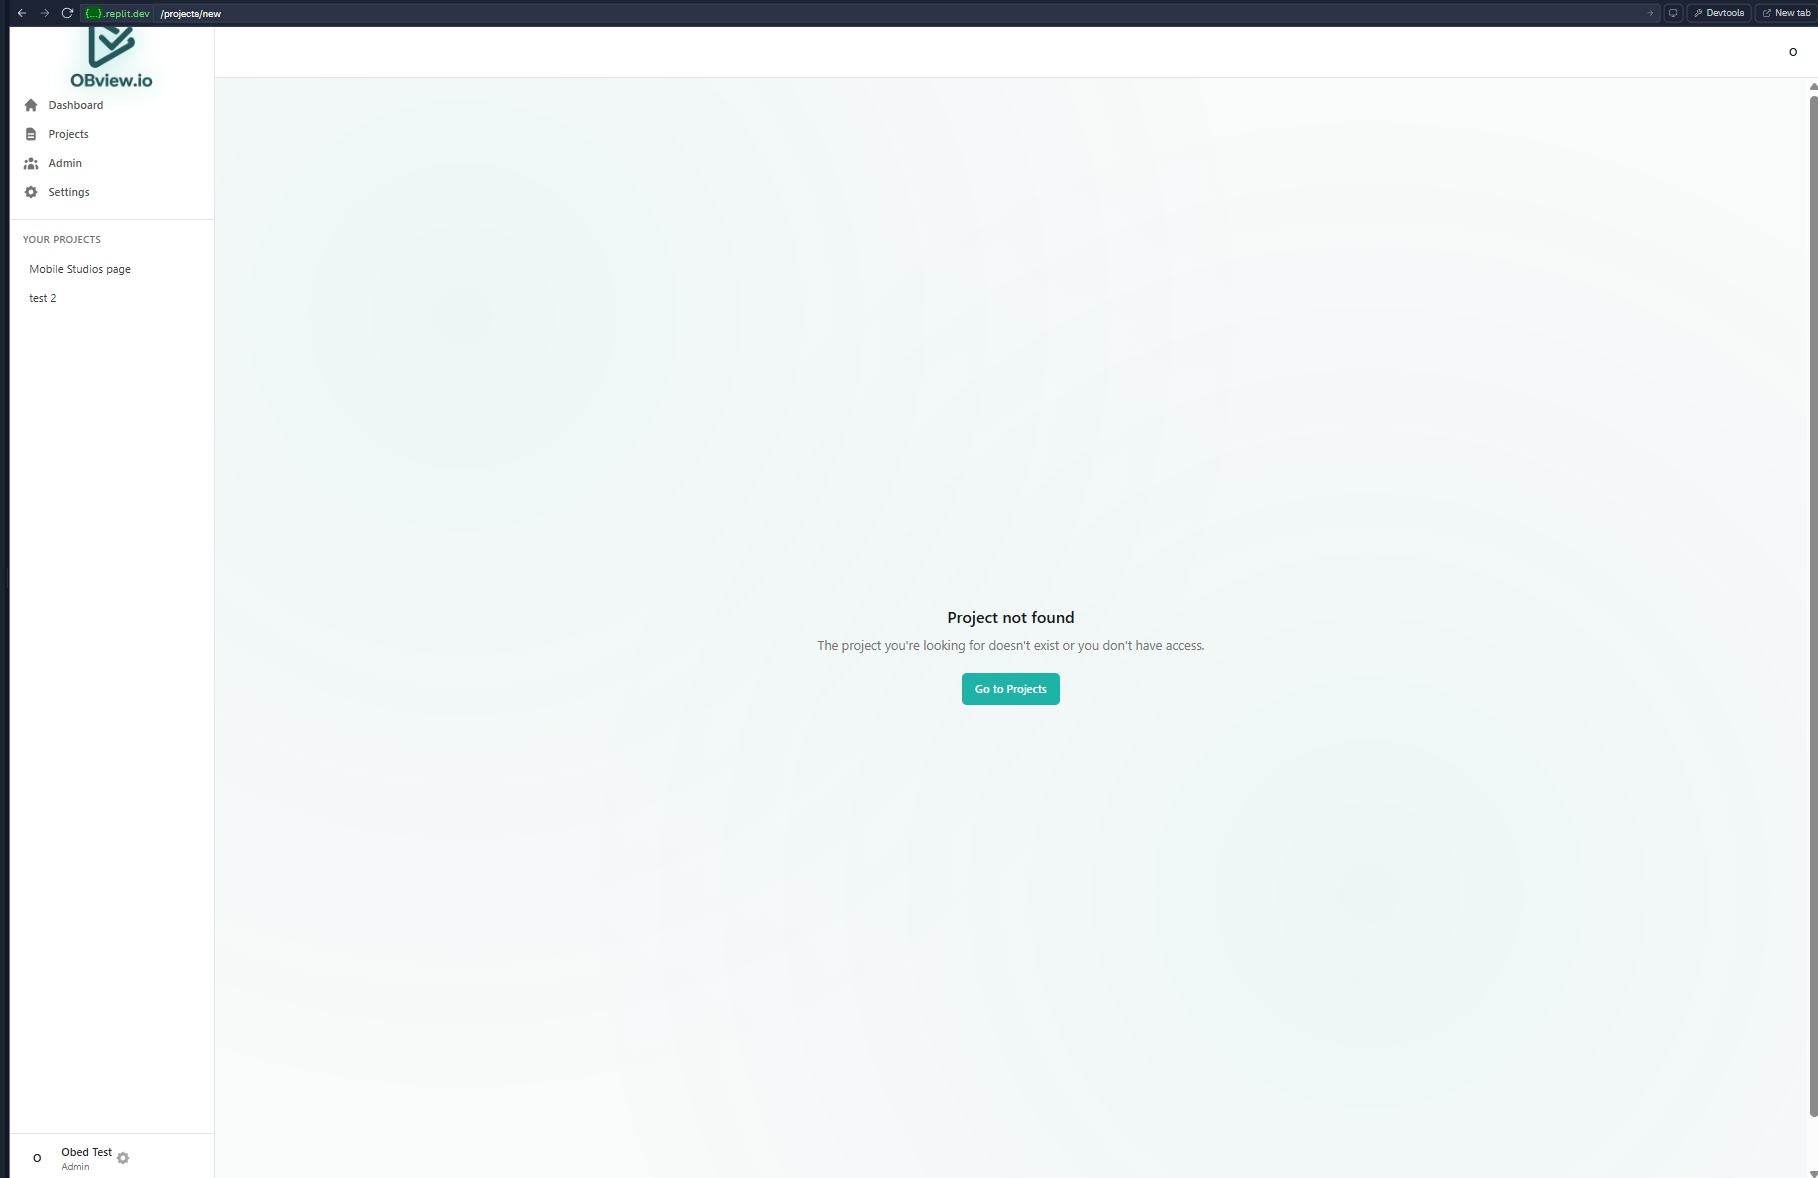 {...}.replit.dev /projects/new
Devtools
New tab
OBview.io
O
Dashboard
Projects
Admin
Settings
YOUR PROJECTS
Mobile Studios page
test 2
Project not found
The project you're looking for doesn't exist or you don't have access.
Go to Projects
O
Obed Test
Admin